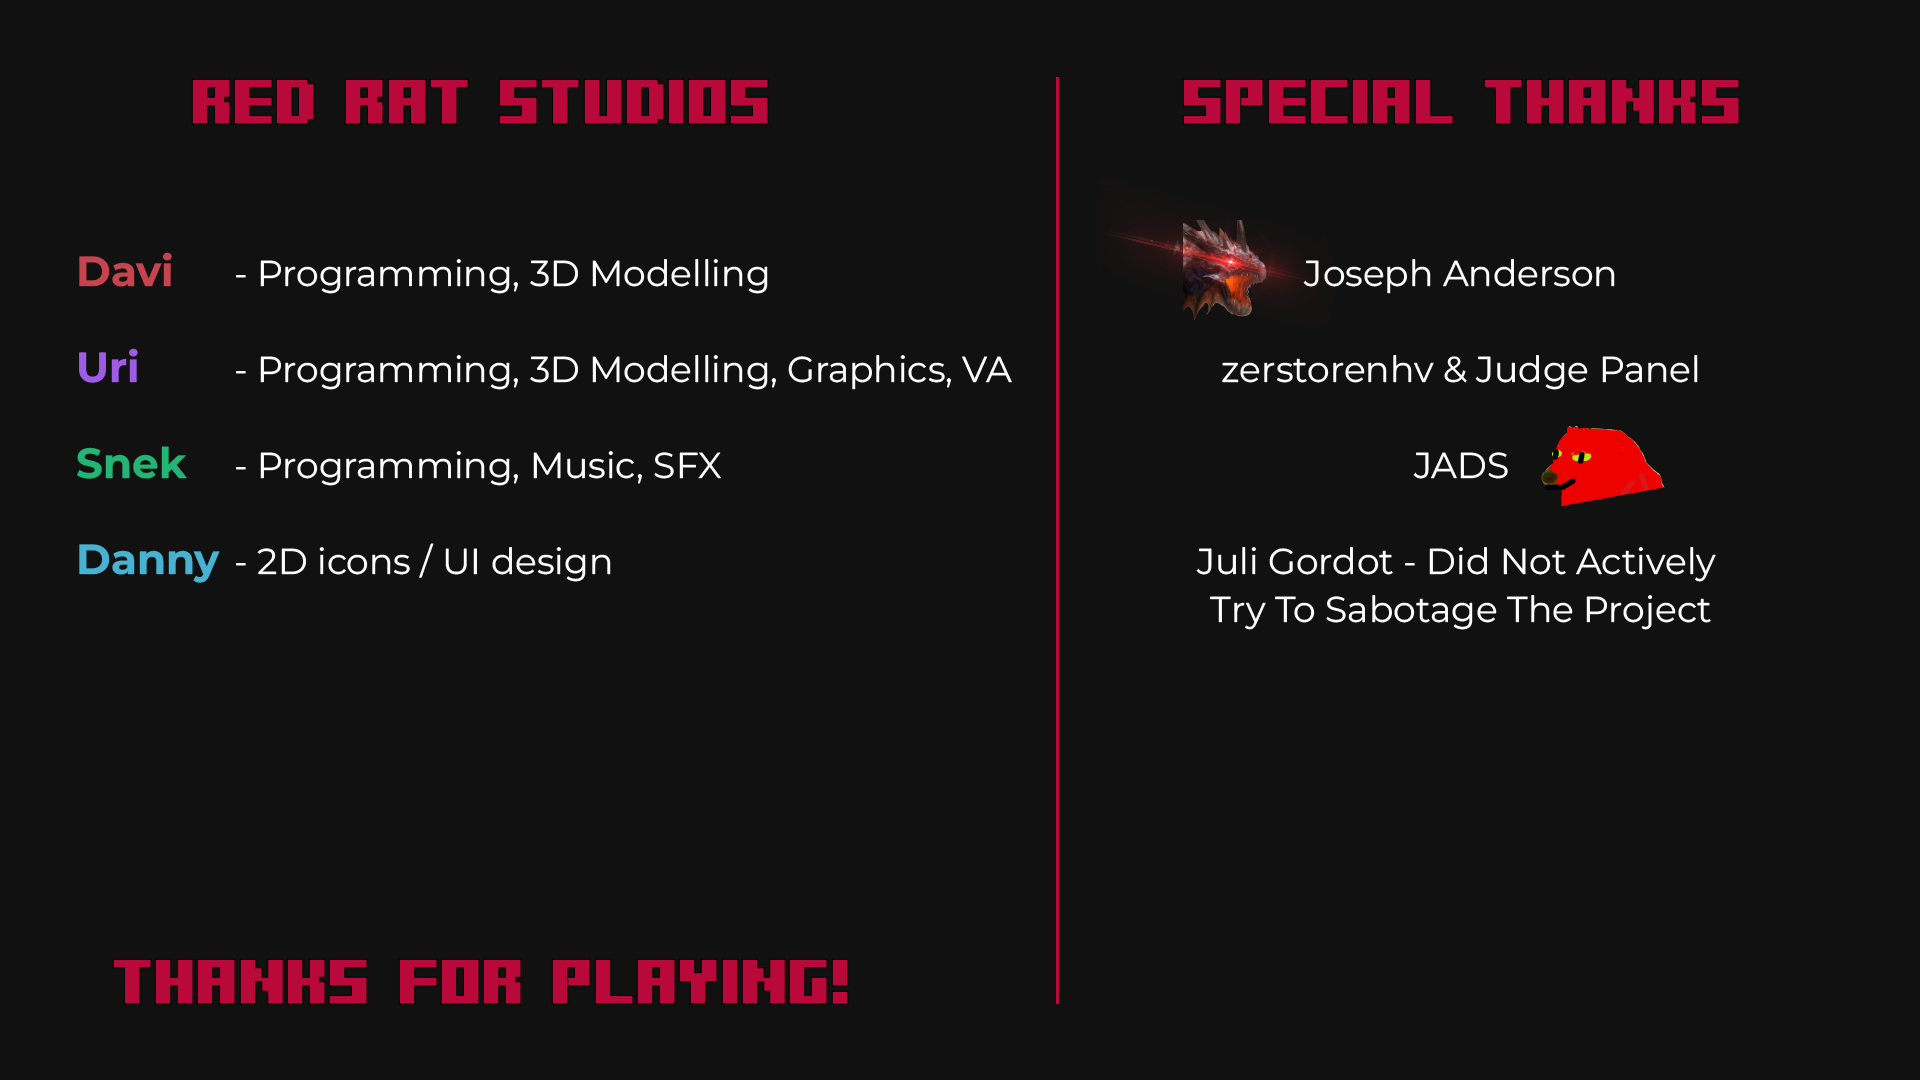 RED RAT STUDIOS
Davi - Programming, 3D Modelling
Uri - Programming, 3D Modelling, Graphics, VA
Snek - Programming, Music, SFX
Danny - 2D icons / UI design
THANKS FOR PLAYING!
SPECIAL THANKS
Joseph Anderson
zerstorenhv & Judge Panel
JADS
Juli Gordot - Did Not Actively
Try To Sabotage The Project